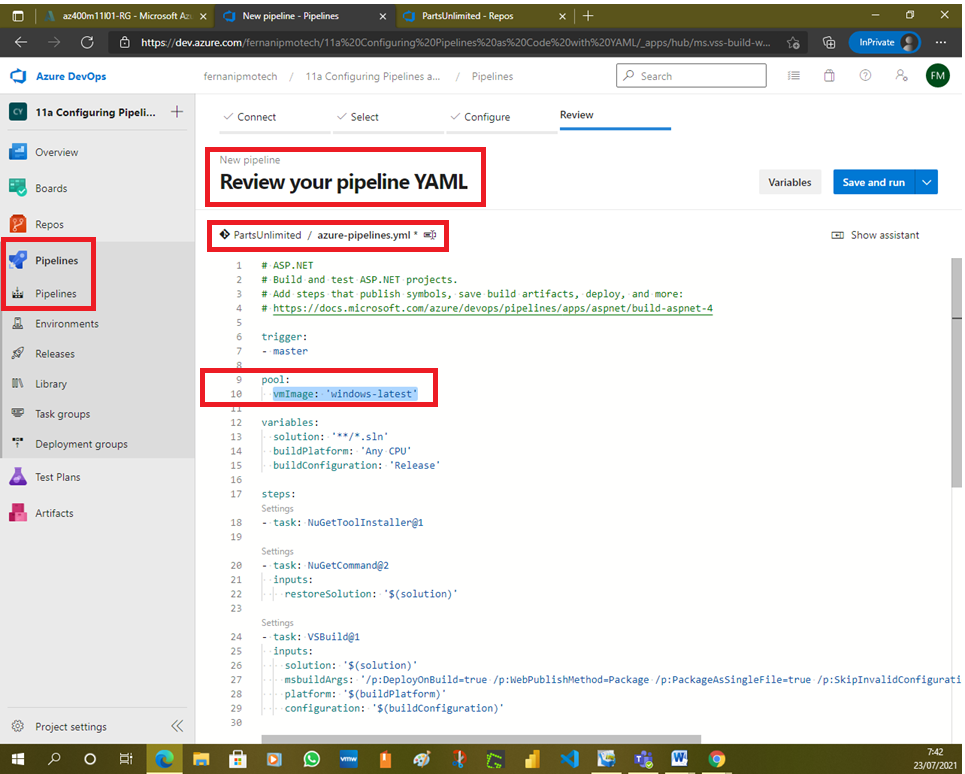 az400m11l01-RG - Microsoft Az
New pipeline - Pipelines
PartsUnlimited - Repos
https://dev.azure.com/fernanipmotech/11a%20Configuring%20Pipelines%20as%20Code%20with%20YAML/_apps/hub/ms.vss-build-w...
InPrivate
Azure DevOps
fernanipmotech / 11a Configuring Pipelines a... / Pipelines
Search
FM
CY 11a Configuring Pipeli...
Overview
Boards
Repos
Pipelines
Pipelines
Environments
Releases
Library
Task groups
Deployment groups
Test Plans
Artifacts
Project settings
Connect
Select
Configure
Review
New pipeline
Review your pipeline YAML
Variables
Save and run
PartsUnlimited / azure-pipelines.yml *
Show assistant
1 # ASP.NET
2 # Build and test ASP.NET projects.
3 # Add steps that publish symbols, save build artifacts, deploy, and more:
4 # https://docs.microsoft.com/azure/devops/pipelines/apps/aspnet/build-aspnet-4
5
6 trigger:
7 - master
8
9 pool:
10 vmImage: 'windows-latest'
11
12 variables:
13 solution: '**/*.sln'
14 buildPlatform: 'Any CPU'
15 buildConfiguration: 'Release'
16
17 steps:
Settings
18 - task: NuGetToolInstaller@1
19
Settings
20 - task: NuGetCommand@2
21 inputs:
22 restoreSolution: '$(solution)'
23
Settings
24 - task: VSBuild@1
25 inputs:
26 solution: '$(solution)'
27 msbuildArgs: '/p:DeployOnBuild=true /p:WebPublishMethod=Package /p:PackageAsSingleFile=true /p:SkipInvalidConfigurati
28 platform: '$(buildPlatform)'
29 configuration: '$(buildConfiguration)'
30
vmw
7:42
23/07/2021